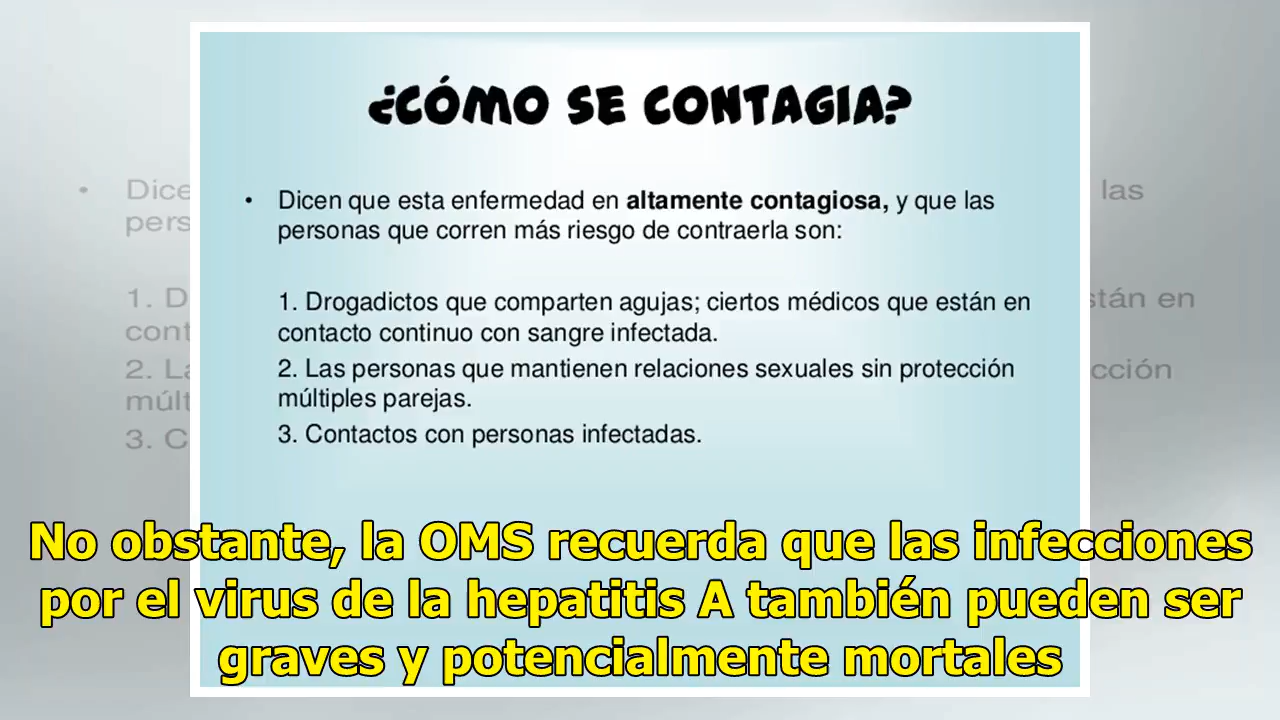 ¿CÓMO SE CONTAGIA?
• Dicen que esta enfermedad en altamente contagiosa, y que las
personas que corren más riesgo de contraerla son:
1. Drogadictos que comparten agujas; ciertos médicos que están en
contacto continuo con sangre infectada.
2. Las personas que mantienen relaciones sexuales sin protección
múltiples parejas.
3. Contactos con personas infectadas.
No obstante, la OMS recuerda que las infecciones
por el virus de la hepatitis A también pueden ser
graves y potencialmente mortales